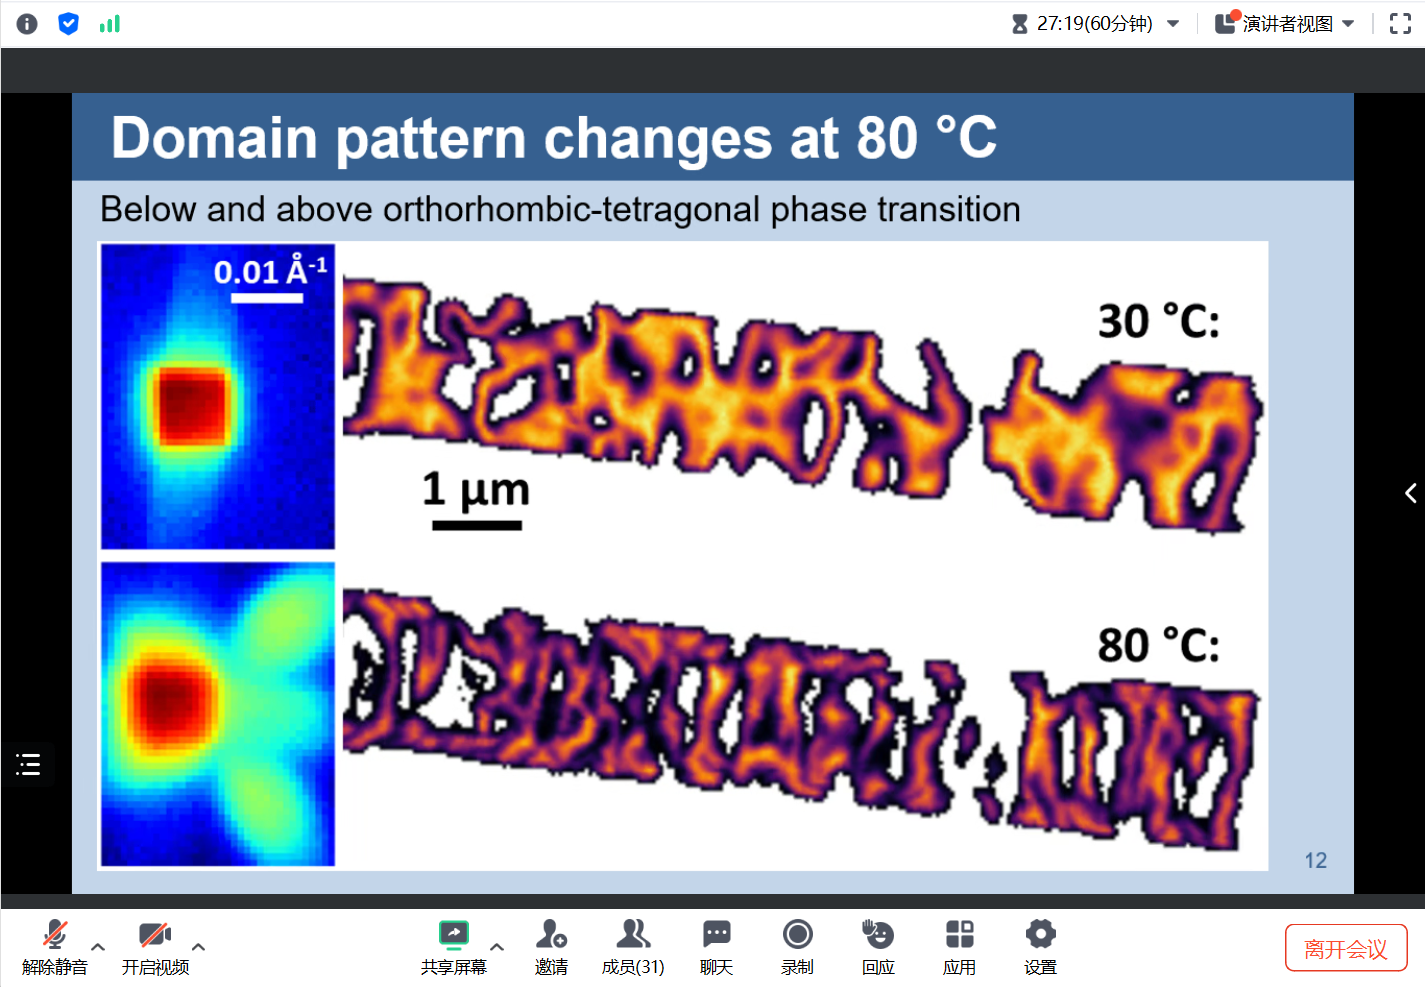 27:19(60分钟)
演讲者视图
Domain pattern changes at 80 °C
Below and above orthorhombic-tetragonal phase transition
0.01 Å-1
30 °C:
1 µm
80 °C:
12
解除静音
开启视频
共享屏幕
邀请
成员(31)
聊天
录制
回应
应用
设置
离开会议